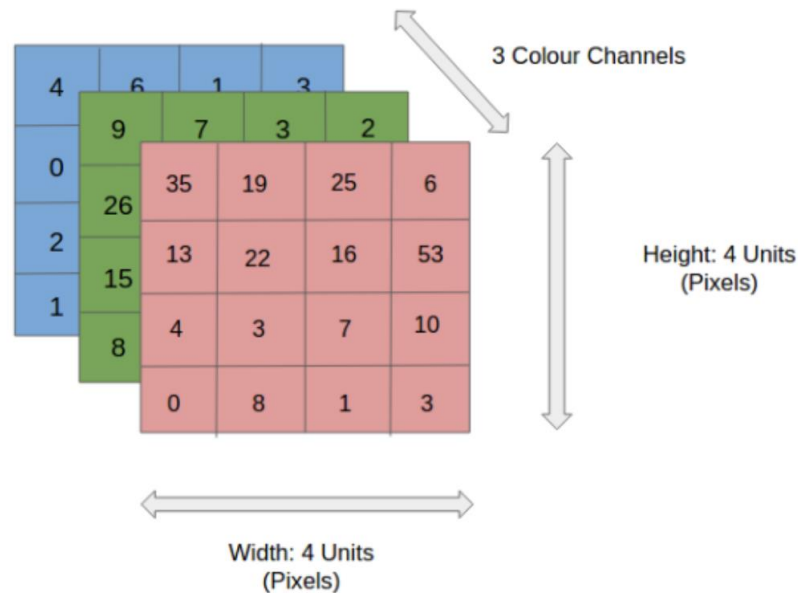 3 Colour Channels
4 6 1 3
9 7 3 2
0
35 19 25 6
26
13 22 16 53
2
Height: 4 Units
(Pixels)
15
4 3 7 10
1
8
0 8 1 3
Width: 4 Units
(Pixels)